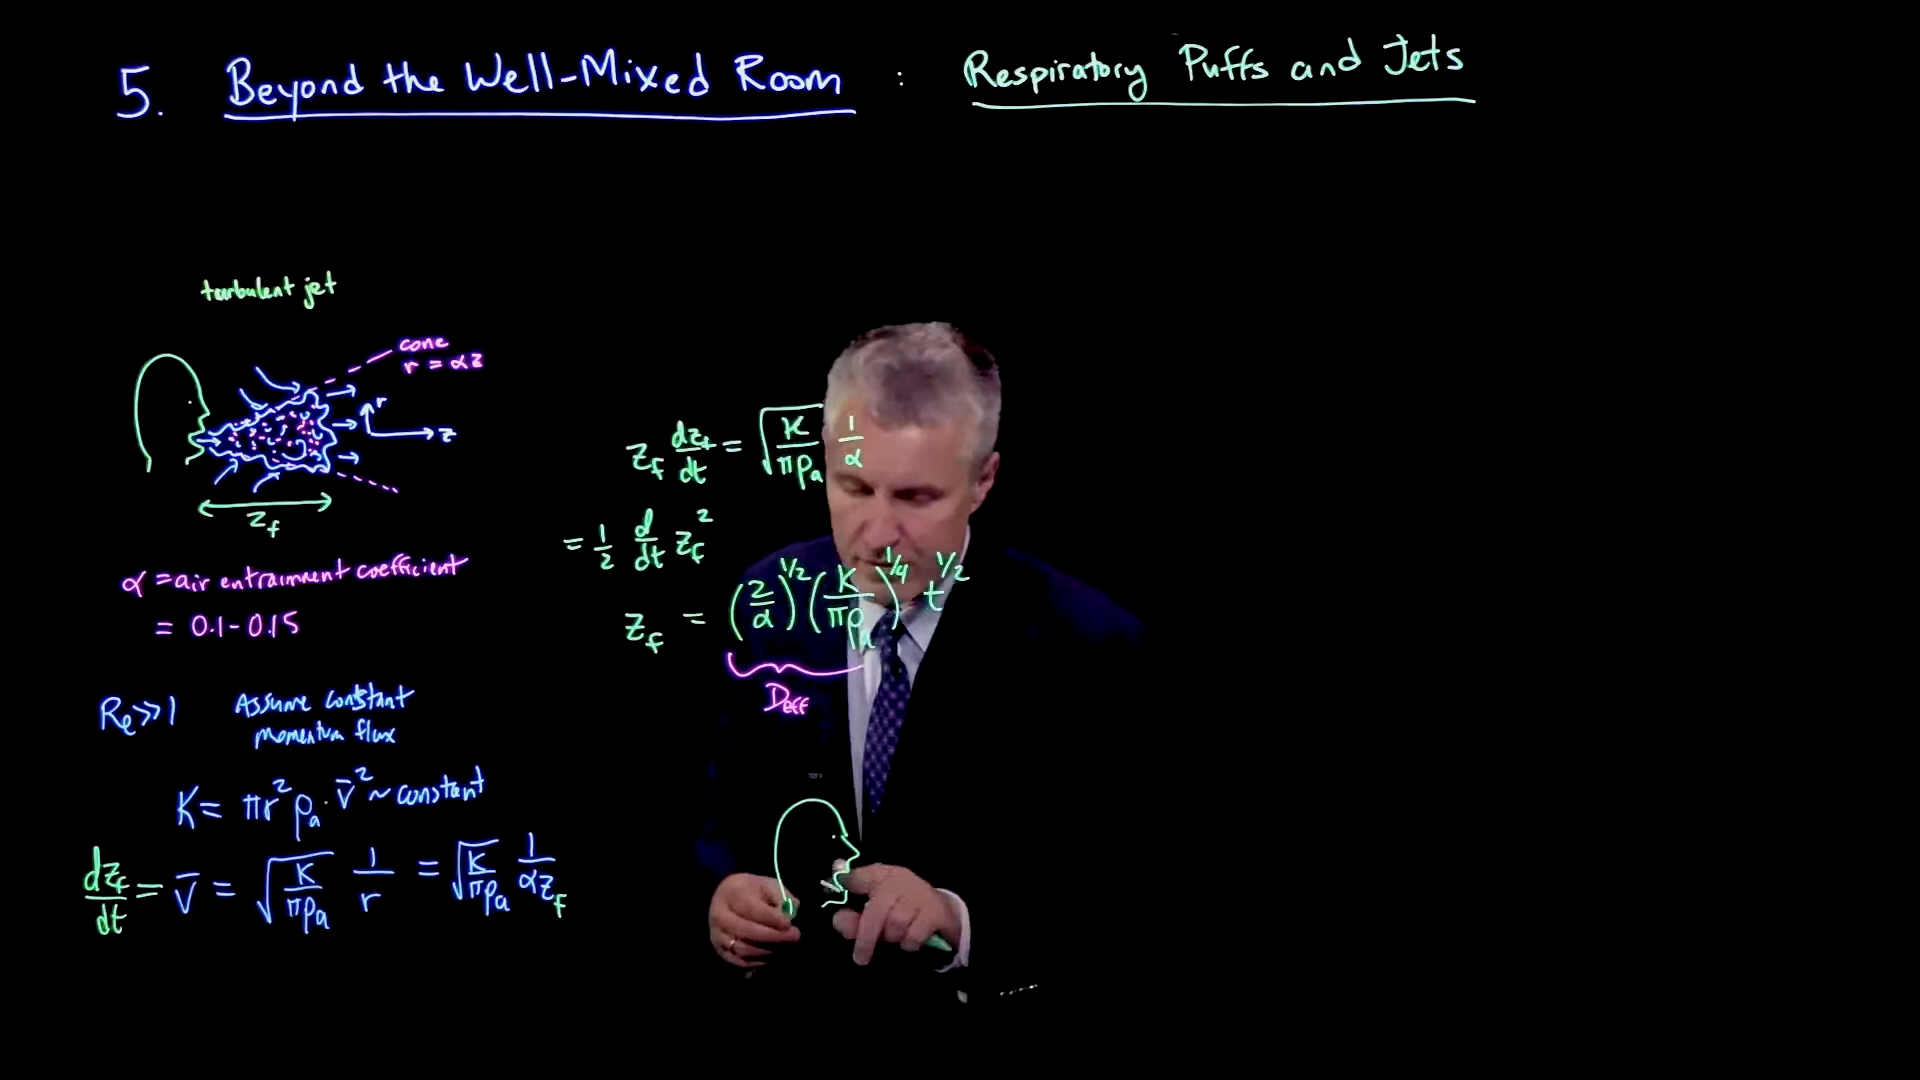 5. Beyond the Well-Mixed Room : Respiratory Puffs and Jets
turbulent jet
cone
r = αz
r
z
z_f
α = air entrainment coefficient
= 0.1-0.15
Re >> 1 Assume constant
momentum flux
K = πr² ρ_a · v̄² ~ constant
dz_f/dt = v̄ = √(K/πρ_a) 1/r = √(K/πρ_a) 1/αz_f
z_f dz_f/dt = √(K/πρ_a) 1/α
= 1/2 d/dt z_f²
z_f = (2/α)^1/2 (K/πρ_a)^1/4 t^1/2
D_eff